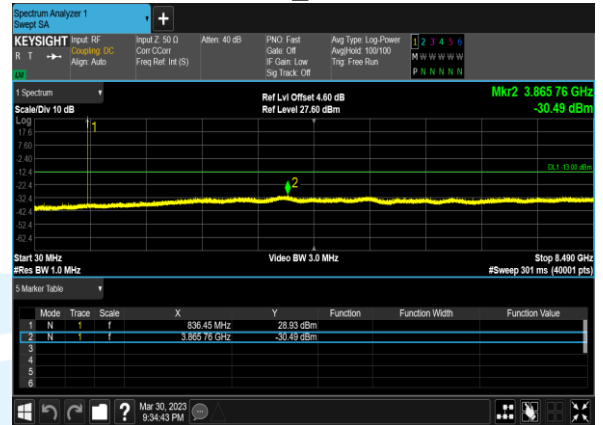 Spectrum Analyzer 1
Swept SA
KEYSIGHT
R T
LV
Input: RF
Coupling: DC
Align: Auto
Input Z: 50 Ω
Corr CCorr
Freq Ref: Int (S)
Atten: 40 dB
PNO: Fast
Gate: Off
IF Gain: Low
Sig Track: Off
Avg Type: Log-Power
Avg|Hold: 100/100
Trig: Free Run
1 2 3 4 5 6
M W W W W W
P N N N N N
1 Spectrum
Scale/Div 10 dB
Ref Lvl Offset 4.60 dB
Ref Level 27.60 dBm
Mkr2 3.865 76 GHz
-30.49 dBm
Log
17.6
7.60
-2.40
-12.4
-22.4
-32.4
-42.4
-52.4
-62.4
1
2
DL1 -13.00 dBm
Start 30 MHz
#Res BW 1.0 MHz
Video BW 3.0 MHz
Stop 8.490 GHz
#Sweep 301 ms (40001 pts)
5 Marker Table
Mode Trace Scale X Y Function Function Width Function Value
1 N 1 f 836.45 MHz 28.93 dBm
2 N 1 f 3.865 76 GHz -30.49 dBm
3
4
5
6
?
Mar 30, 2023
9:34:43 PM